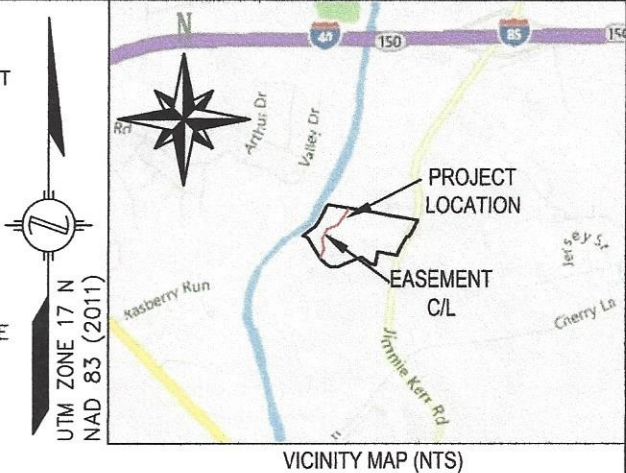 T
E
UTM ZONE 17 N
NAD 83 (2011)
N
40
150
85
150
Rd
Arthur Dr
Valley Dr
PROJECT
LOCATION
EASEMENT
C/L
Rasberry Run
Jersey St
Cherry Ln
Jimmie Kerr Rd
VICINITY MAP (NTS)